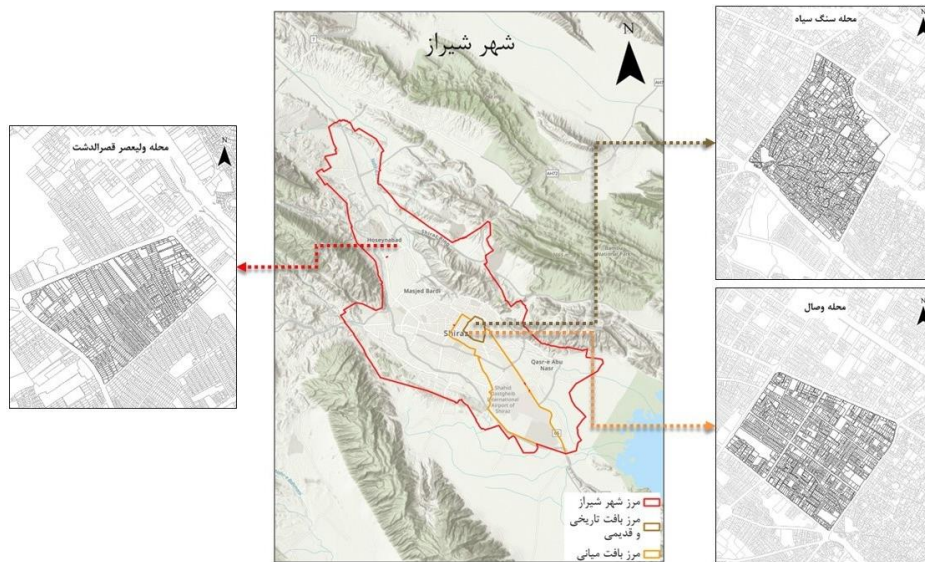 محله ولیعصر قصرالدشت
N
شهر شیراز
N
Hoseynabad
Masjed Bardi
Shiraz
Qasr-e Abu
Nasr
Shahid
Dastgheib
International
Airport of
Shiraz
مرز شهر شیراز
مرز بافت تاریخی
و قدیمی
مرز بافت میانی
محله سنگ سیاه
N
محله وصال
N